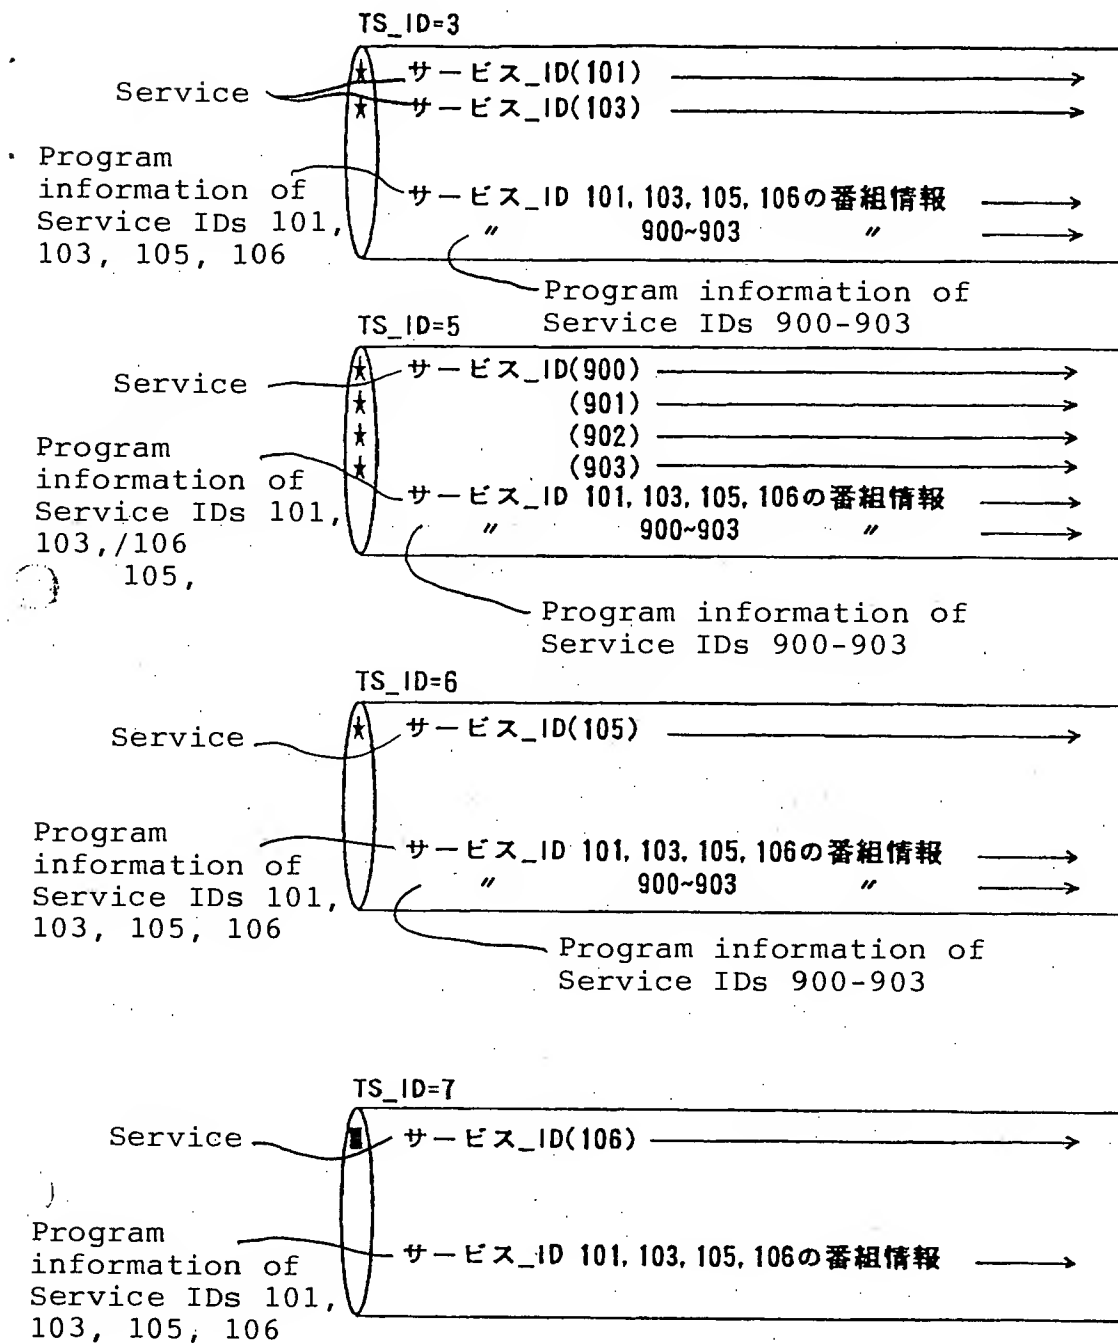 TS_ID=3
Service
サービス_ID(101)
サービス_ID(103)
Program
information of
Service IDs 101,
103, 105, 106
サービス_ID 101, 103, 105, 106の番組情報
〃 900~903 〃
Program information of
Service IDs 900-903
TS_ID=5
Service
サービス_ID(900)
(901)
(902)
(903)
Program
information of
Service IDs 101,
103,/106
105,
サービス_ID 101, 103, 105, 106の番組情報
〃 900~903 〃
Program information of
Service IDs 900-903
TS_ID=6
Service
サービス_ID(105)
Program
information of
Service IDs 101,
103, 105, 106
サービス_ID 101, 103, 105, 106の番組情報
〃 900~903 〃
Program information of
Service IDs 900-903
TS_ID=7
Service
サービス_ID(106)
Program
information of
Service IDs 101,
103, 105, 106
サービス_ID 101, 103, 105, 106の番組情報